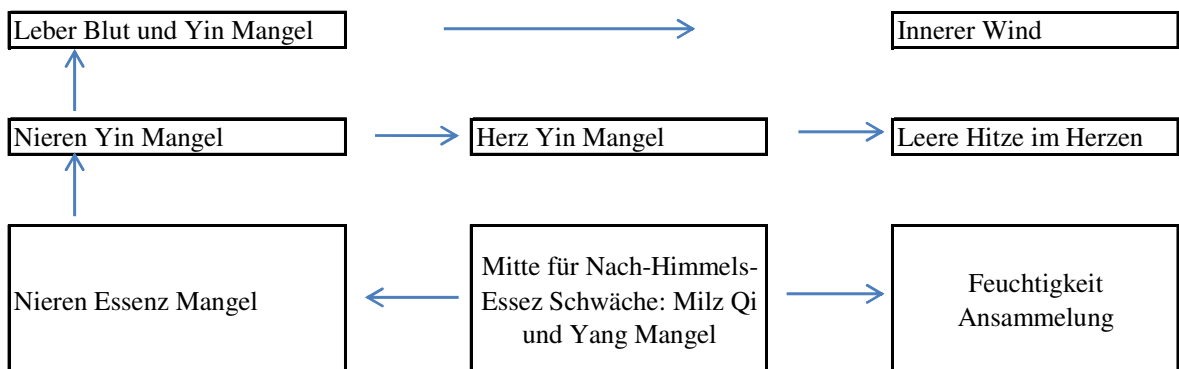 Leber Blut und Yin Mangel
Innerer Wind
Nieren Yin Mangel
Herz Yin Mangel
Leere Hitze im Herzen
Nieren Essenz Mangel
Mitte für Nach-Himmels-
Essez Schwäche: Milz Qi
und Yang Mangel
Feuchtigkeit
Ansammelung